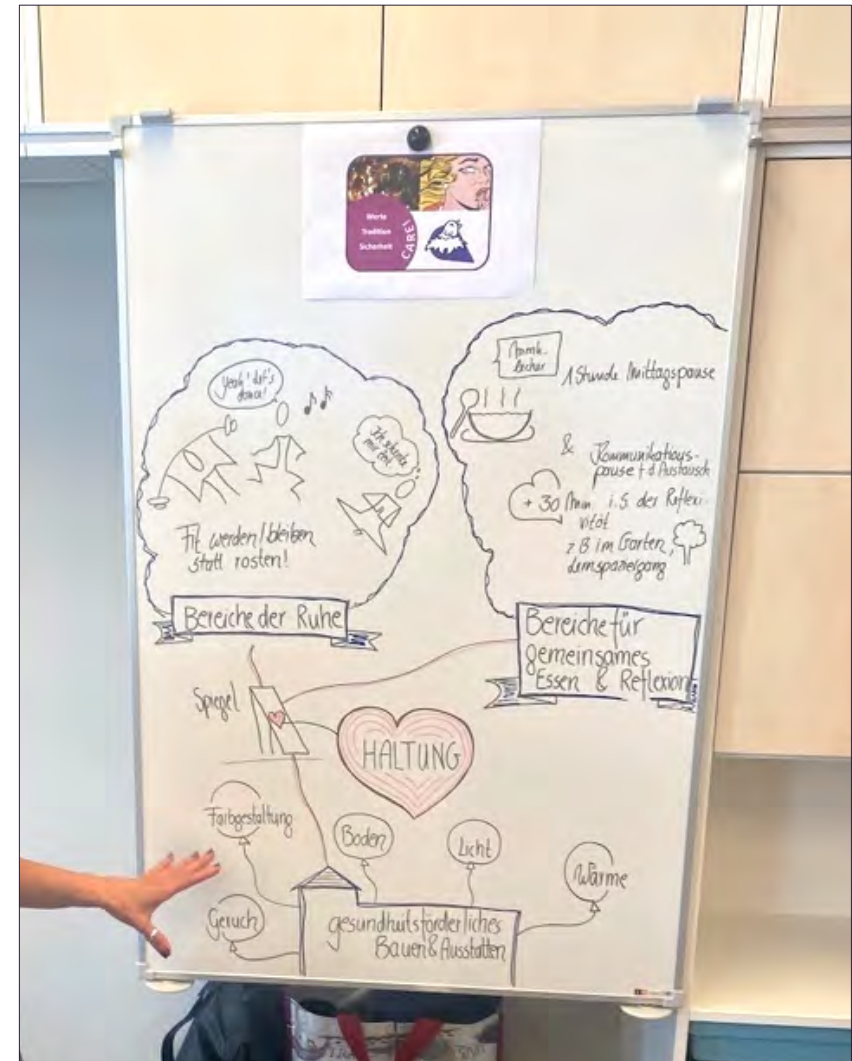 Werte
Tradition
Sicherheit
CARE!
Yeah! Let's
dance!
Fit werden/bleiben
statt rosten!
Bereiche der Ruhe
1 Stunde Mittagspause
&
Kommunikations-
pause + d. Austausch
+ 30 Min i.S. der Reflexi-
vität
z B im Garten,
Lernspaziergang
Bereiche für
gemeinsames
Essen & Reflexion
Spiegel
HALTUNG
Farbgestaltung
Boden
Licht
Wärme
Geruch
gesundheitsförderliches
Bauen & Ausstatten